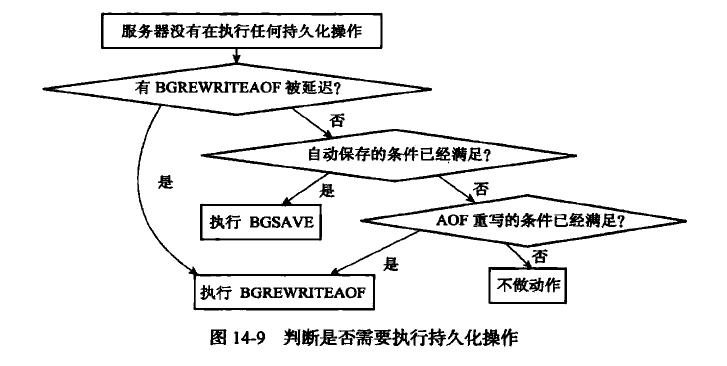 服务器没有在执行任何持久化操作
有 BGREWRITEAOF 被延迟？
否
自动保存的条件已经满足？
是
是
否
执行 BGSAVE
AOF 重写的条件已经满足？
是
否
执行 BGREWRITEAOF
不做动作
图 14-9 判断是否需要执行持久化操作